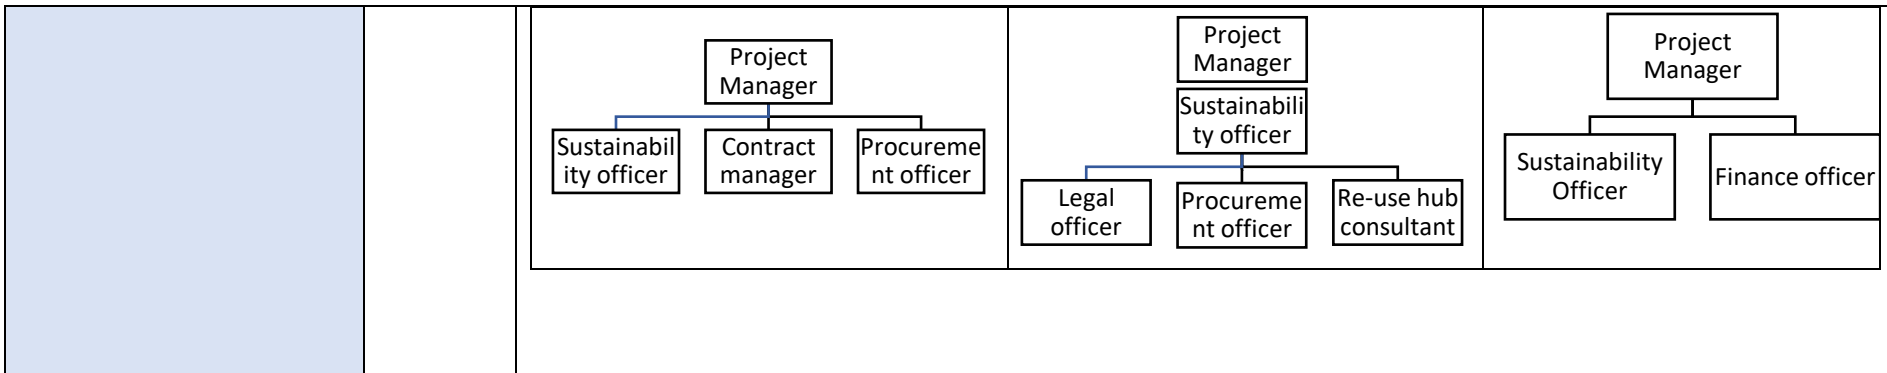 Project
Manager
Sustainabil
ity officer
Contract
manager
Procureme
nt officer
Project
Manager
Sustainabili
ty officer
Legal
officer
Procureme
nt officer
Re-use hub
consultant
Project
Manager
Sustainability
Officer
Finance officer